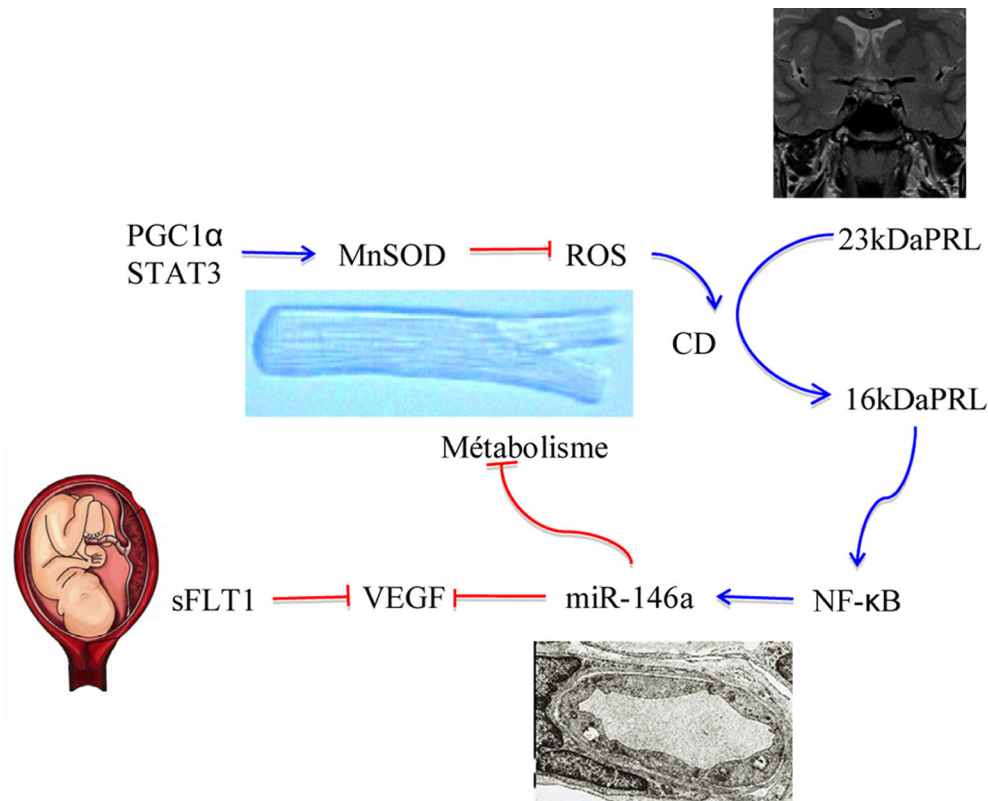 PGC1α
STAT3
MnSOD
ROS
23kDaPRL
CD
16kDaPRL
Métabolisme
sFLT1
VEGF
miR-146a
NF-κB